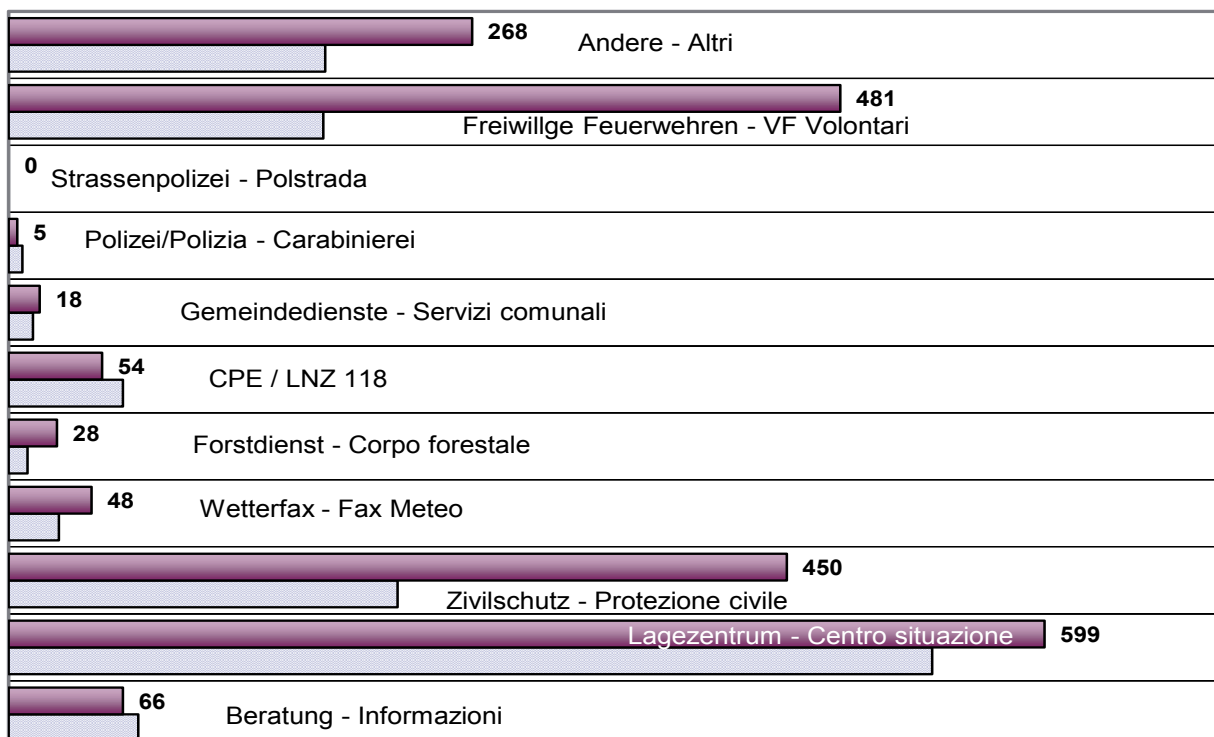 268
Andere - Altri
481
Freiwillge Feuerwehren - VF Volontari
0
Strassenpolizei - Polstrada
5
Polizei/Polizia - Carabinierei
18
Gemeindedienste - Servizi comunali
54
CPE / LNZ 118
28
Forstdienst - Corpo forestale
48
Wetterfax - Fax Meteo
450
Zivilschutz - Protezione civile
Lagezentrum - Centro situazione
599
66
Beratung - Informazioni